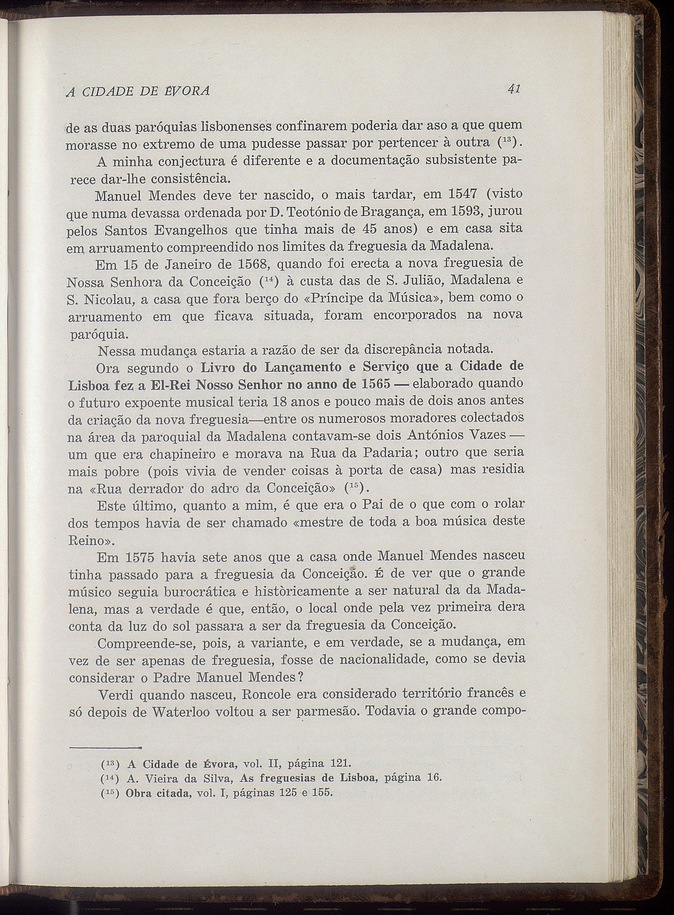 A CIDADE DE ÉVORA 41
de as duas paróquias lisbonenses confinarem poderia dar aso a que quem
morasse no extremo de uma pudesse passar por pertencer à outra (¹³).
A minha conjectura é diferente e a documentação subsistente pa-
rece dar-lhe consistência.
Manuel Mendes deve ter nascido, o mais tardar, em 1547 (visto
que numa devassa ordenada por D. Teotónio de Bragança, em 1593, jurou
pelos Santos Evangelhos que tinha mais de 45 anos) e em casa sita
em arruamento compreendido nos limites da freguesia da Madalena.
Em 15 de Janeiro de 1568, quando foi erecta a nova freguesia de
Nossa Senhora da Conceição (¹⁴) à custa das de S. Julião, Madalena e
S. Nicolau, a casa que fora berço do «Príncipe da Música», bem como o
arruamento em que ficava situada, foram encorporados na nova
paróquia.
Nessa mudança estaria a razão de ser da discrepância notada.
Ora segundo o Livro do Lançamento e Serviço que a Cidade de
Lisboa fez a El-Rei Nosso Senhor no anno de 1565 — elaborado quando
o futuro expoente musical teria 18 anos e pouco mais de dois anos antes
da criação da nova freguesia—entre os numerosos moradores colectados
na área da paroquial da Madalena contavam-se dois Antónios Vazes —
um que era chapineiro e morava na Rua da Padaria; outro que seria
mais pobre (pois vivia de vender coisas à porta de casa) mas residia
na «Rua derrador do adro da Conceição» (¹⁵).
Este último, quanto a mim, é que era o Pai de o que com o rolar
dos tempos havia de ser chamado «mestre de toda a boa música deste
Reino».
Em 1575 havia sete anos que a casa onde Manuel Mendes nasceu
tinha passado para a freguesia da Conceição. É de ver que o grande
músico seguia burocrática e històricamente a ser natural da da Mada-
lena, mas a verdade é que, então, o local onde pela vez primeira dera
conta da luz do sol passara a ser da freguesia da Conceição.
Compreende-se, pois, a variante, e em verdade, se a mudança, em
vez de ser apenas de freguesia, fosse de nacionalidade, como se devia
considerar o Padre Manuel Mendes?
Verdi quando nasceu, Roncole era considerado território francês e
só depois de Waterloo voltou a ser parmesão. Todavia o grande compo-
(¹³) A Cidade de Évora, vol. II, página 121.
(¹⁴) A. Vieira da Silva, As freguesias de Lisboa, página 16.
(¹⁵) Obra citada, vol. I, páginas 125 e 155.